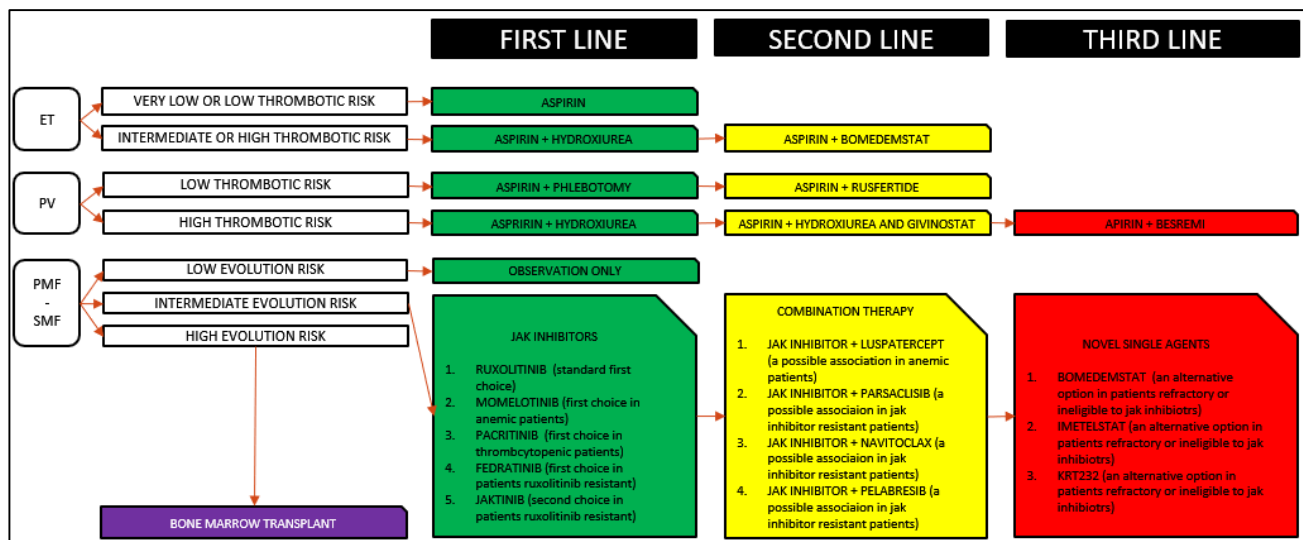 FIRST LINE
SECOND LINE
THIRD LINE
ET
VERY LOW OR LOW THROMBOTIC RISK
ASPIRIN
INTERMEDIATE OR HIGH THROMBOTIC RISK
ASPIRIN + HYDROXIUREA
ASPIRIN + BOMEDEMSTAT
PV
LOW THROMBOTIC RISK
ASPIRIN + PHLEBOTOMY
ASPIRIN + RUSFERTIDE
HIGH THROMBOTIC RISK
ASPRIRIN + HYDROXIUREA
ASPIRIN + HYDROXIUREA AND GIVINOSTAT
APIRIN + BESREMI
PMF
-
SMF
LOW EVOLUTION RISK
OBSERVATION ONLY
INTERMEDIATE EVOLUTION RISK
HIGH EVOLUTION RISK
BONE MARROW TRANSPLANT
JAK INHIBITORS
1. RUXOLITINIB (standard first
choice)
2. MOMELOTINIB (first choice in
anemic patients)
3. PACRITINIB (first choice in
thrombcytopenic patients)
4. FEDRATINIB (first choice in
patients ruxolitinib resistant)
5. JAKTINIB (second choice in
patients ruxolitinib resistant)
COMBINATION THERAPY
1. JAK INHIBITOR + LUSPATERCEPT
(a possible association in anemic
patients)
2. JAK INHIBITOR + PARSACLISIB (a
possible associaion in jak
inhibitor resistant patients)
3. JAK INHIBITOR + NAVITOCLAX (a
possible associaion in jak
inhibitor resistant patients)
4. JAK INHIBITOR + PELABRESIB (a
possible associaion in jak
inhibitor resistant patients)
NOVEL SINGLE AGENTS
1. BOMEDEMSTAT (an alternative
option in patients refractory or
ineligible to jak inhibiotrs)
2. IMETELSTAT (an alternative option in
patients refractory or ineligible to jak
inhibiotrs)
3. KRT232 (an alternative option in
patients refractory or ineligible to jak
inhibiotrs)